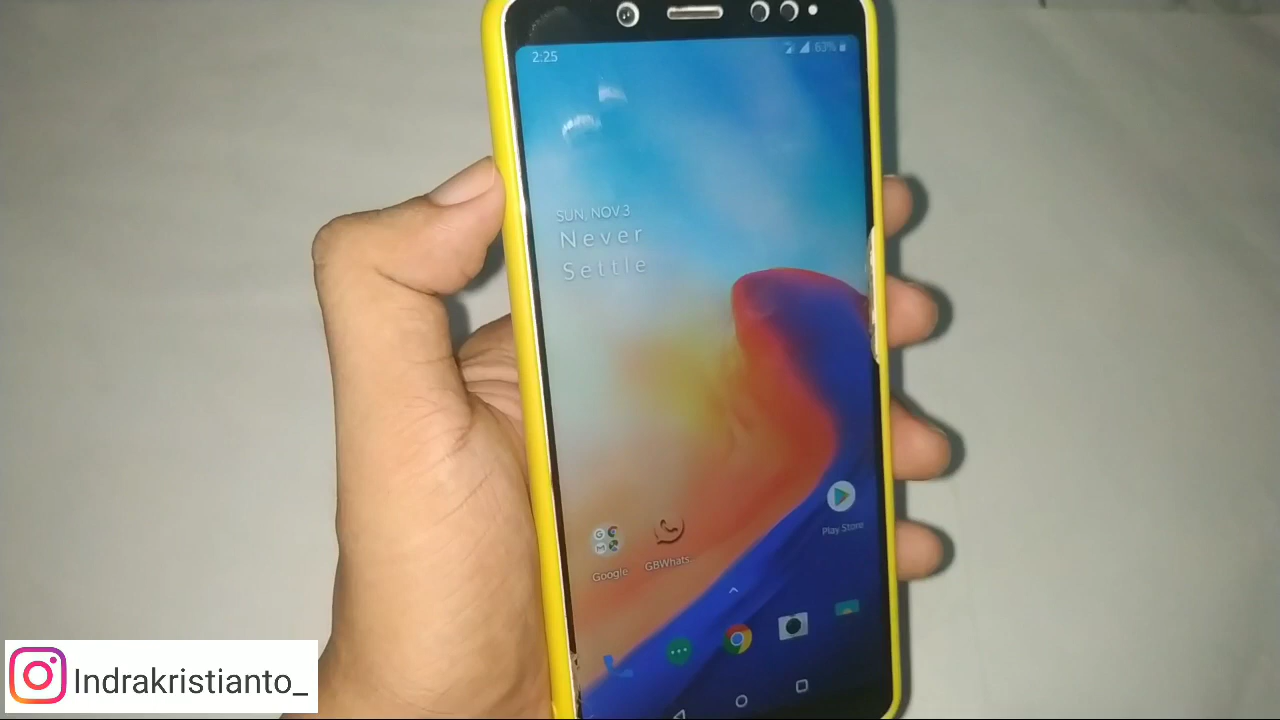 2:25
63%
SUN, NOV 3
Never
Settle
Play Store
Google
GBWhats...
Indrakristianto_